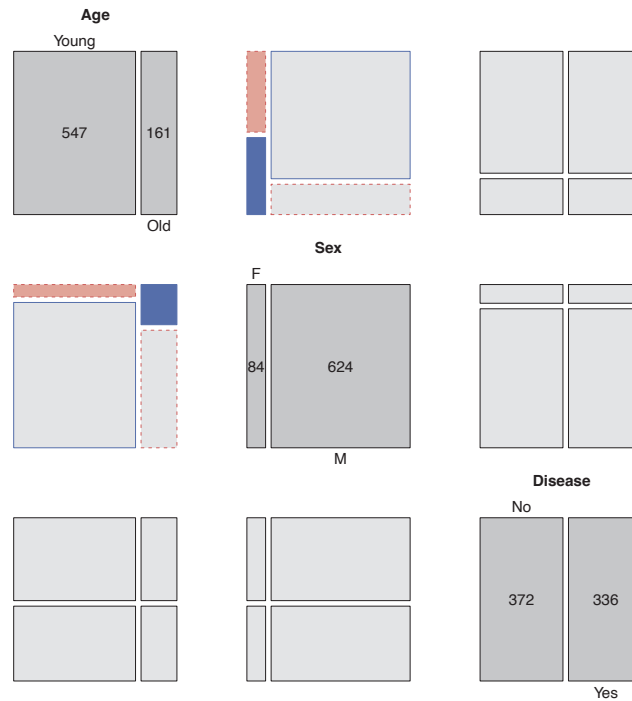 Age
Young
547
161
Old
Sex
F
84
624
M
Disease
No
372
336
Yes